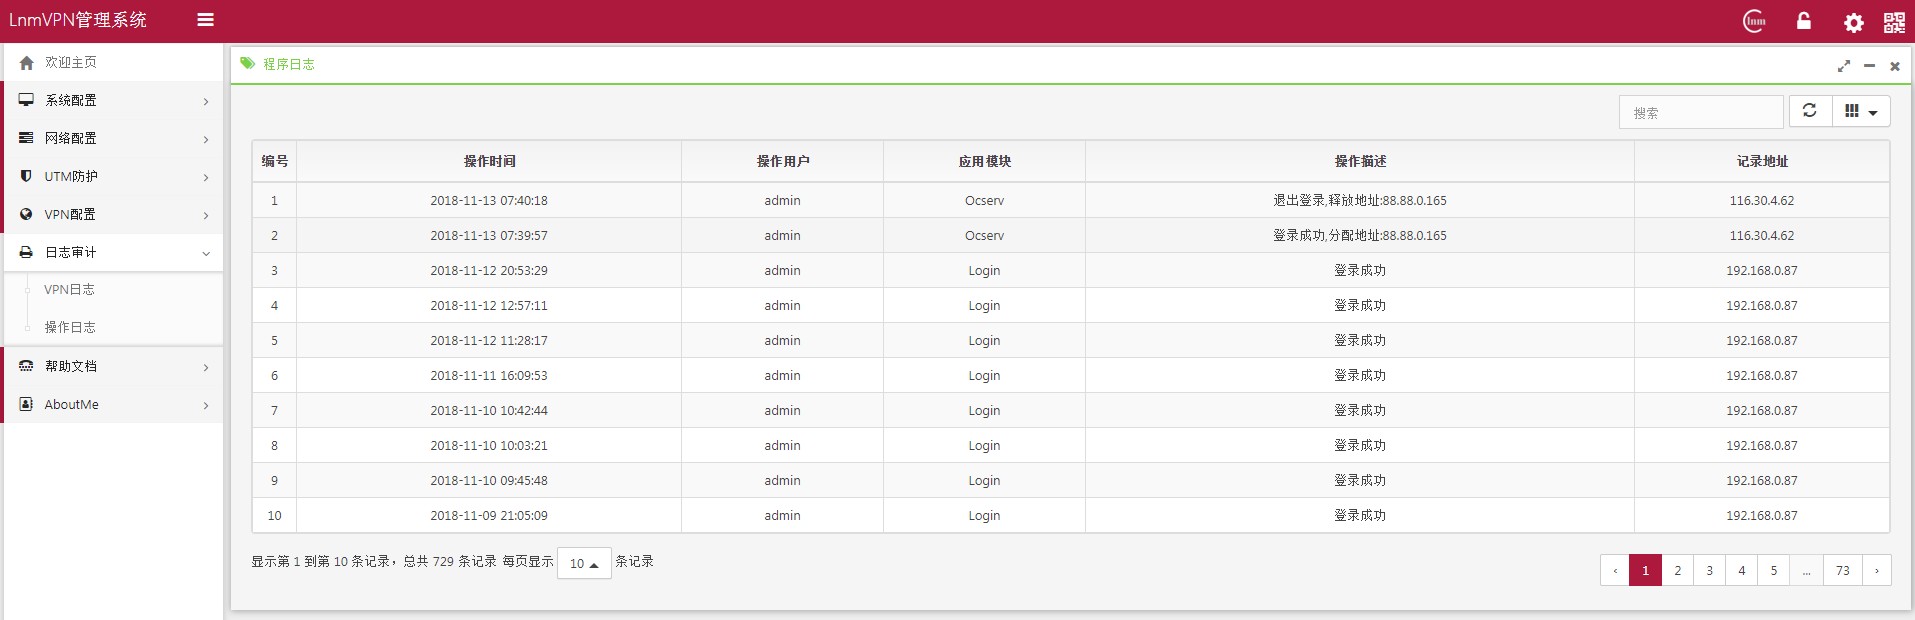 LnmVPN管理系统
lnm
欢迎主页
系统配置
网络配置
UTM防护
VPN配置
日志审计
VPN日志
操作日志
帮助文档
AboutMe
程序日志
搜索
编号 操作时间 操作用户 应用模块 操作描述 记录地址
1 2018-11-13 07:40:18 admin Ocserv 退出登录,释放地址:88.88.0.165 116.30.4.62
2 2018-11-13 07:39:57 admin Ocserv 登录成功,分配地址:88.88.0.165 116.30.4.62
3 2018-11-12 20:53:29 admin Login 登录成功 192.168.0.87
4 2018-11-12 12:57:11 admin Login 登录成功 192.168.0.87
5 2018-11-12 11:28:17 admin Login 登录成功 192.168.0.87
6 2018-11-11 16:09:53 admin Login 登录成功 192.168.0.87
7 2018-11-10 10:42:44 admin Login 登录成功 192.168.0.87
8 2018-11-10 10:03:21 admin Login 登录成功 192.168.0.87
9 2018-11-10 09:45:48 admin Login 登录成功 192.168.0.87
10 2018-11-09 21:05:09 admin Login 登录成功 192.168.0.87
显示第 1 到第 10 条记录，总共 729 条记录 每页显示 10 条记录
‹ 1 2 3 4 5 ... 73 ›